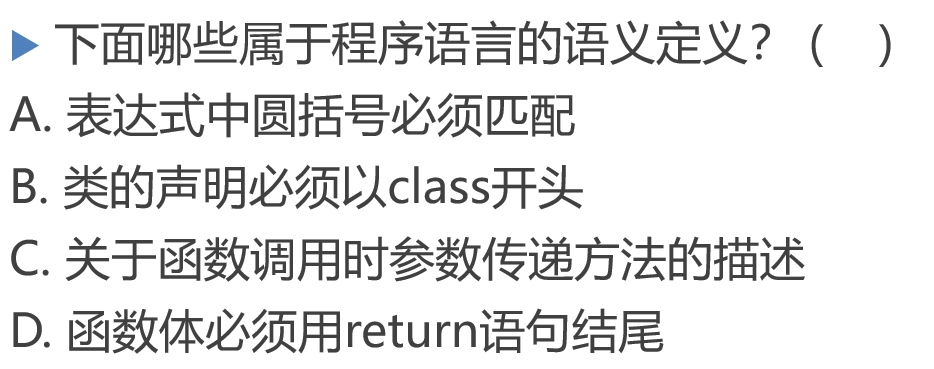 下面哪些属于程序语言的语义定义？（　）
A. 表达式中圆括号必须匹配
B. 类的声明必须以class开头
C. 关于函数调用时参数传递方法的描述
D. 函数体必须用return语句结尾